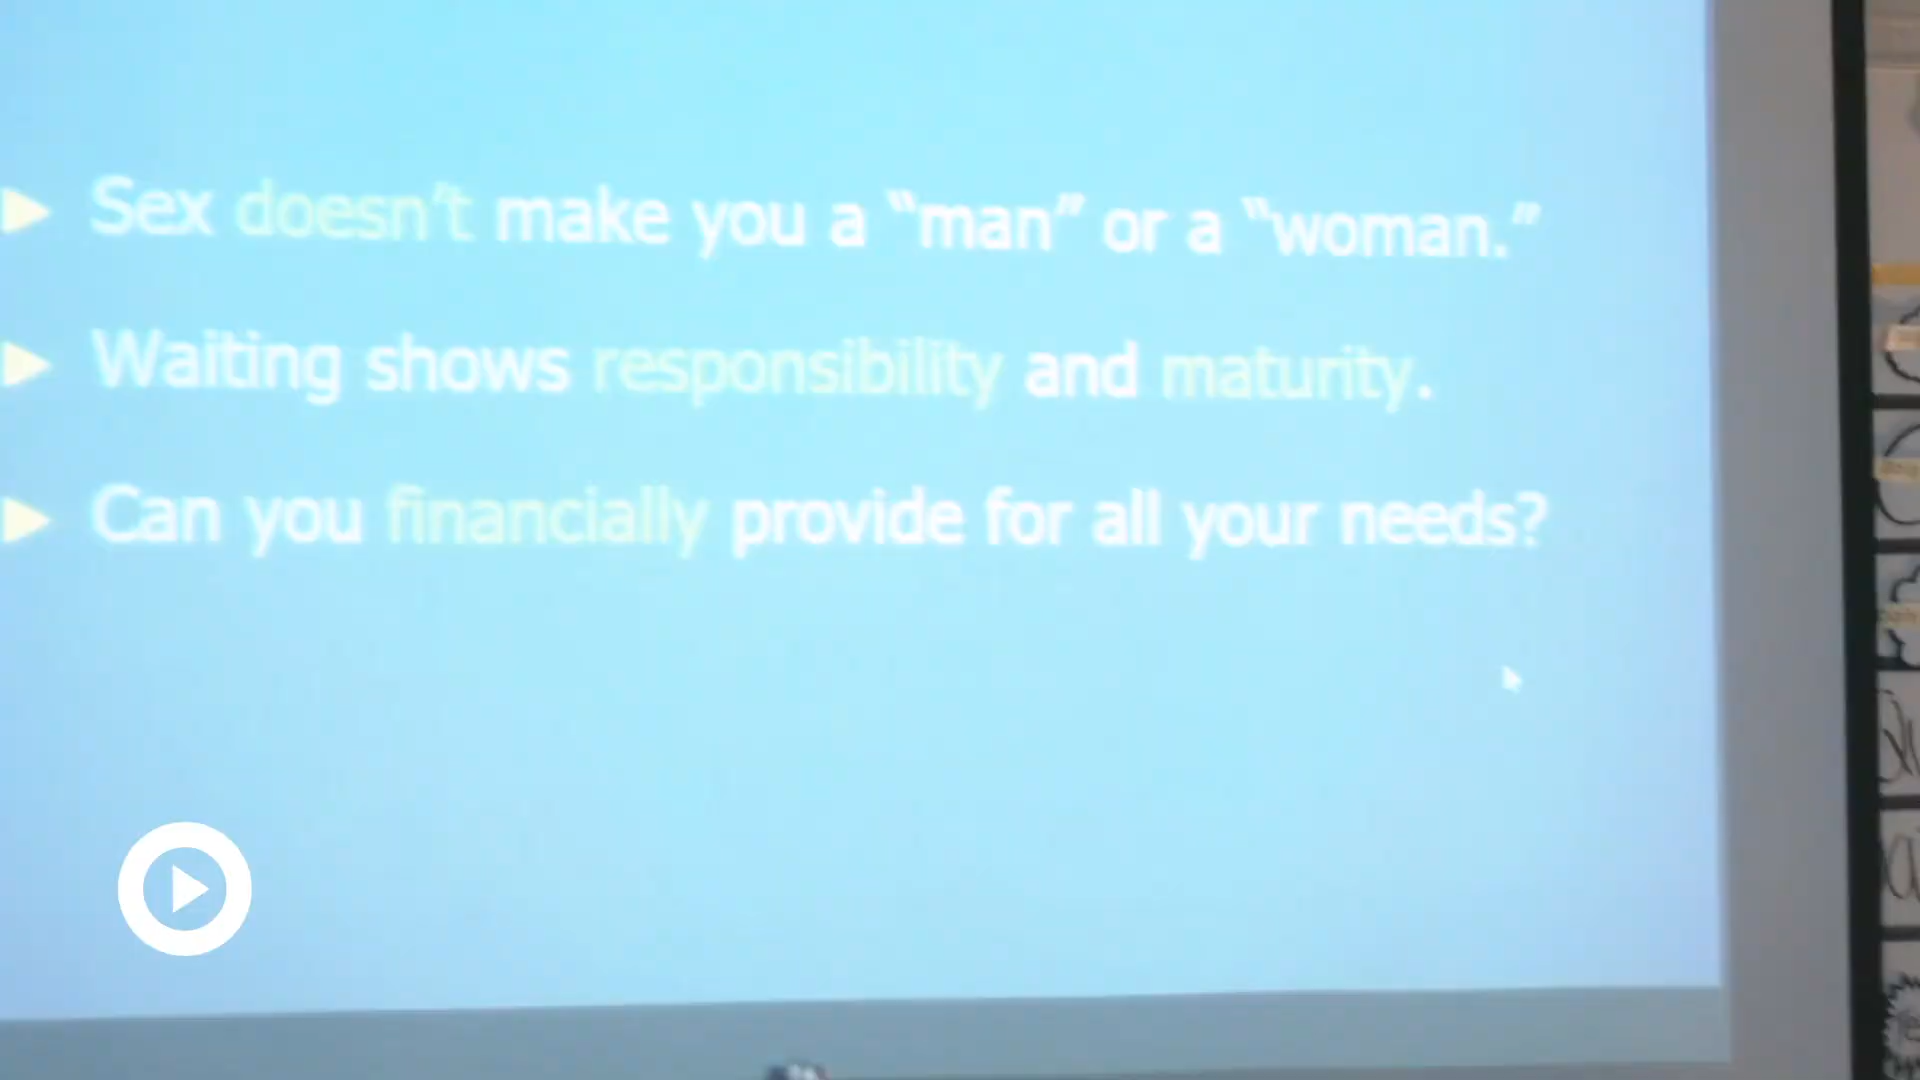 Sex doesn't make you a “man” or a “woman.”
Waiting shows responsibility and maturity.
Can you financially provide for all your needs?